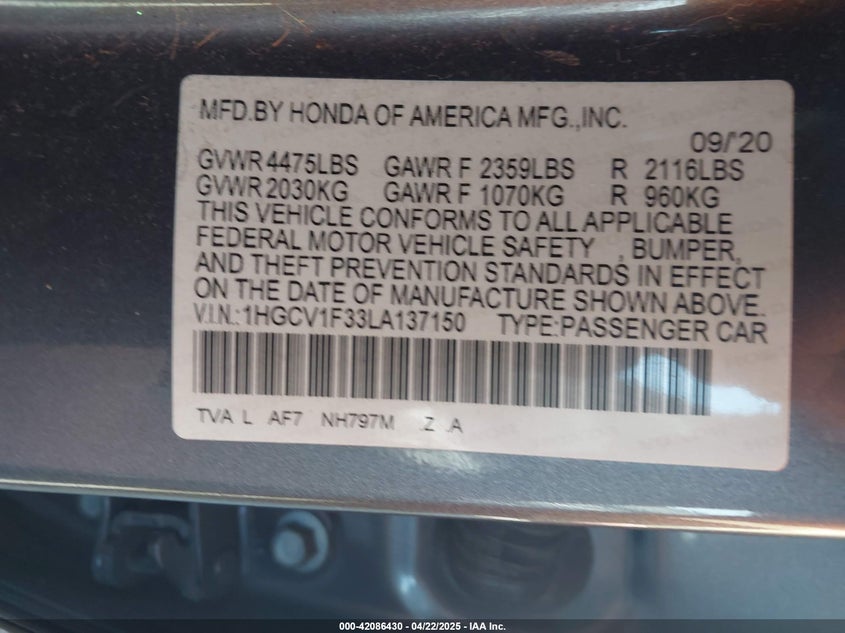 MFD.BY HONDA OF AMERICA MFG.,INC.
09/'20
GVWR 4475LBS GAWR F 2359LBS R 2116LBS
GVWR 2030KG GAWR F 1070KG R 960KG
THIS VEHICLE CONFORMS TO ALL APPLICABLE
FEDERAL MOTOR VEHICLE SAFETY , BUMPER,
AND THEFT PREVENTION STANDARDS IN EFFECT
ON THE DATE OF MANUFACTURE SHOWN ABOVE.
V.I.N.:1HGCV1F33LA137150 TYPE:PASSENGER CAR
TVA L AF7 NH797M .Z .A
000-42086430 - 04/22/2025 - IAA Inc.